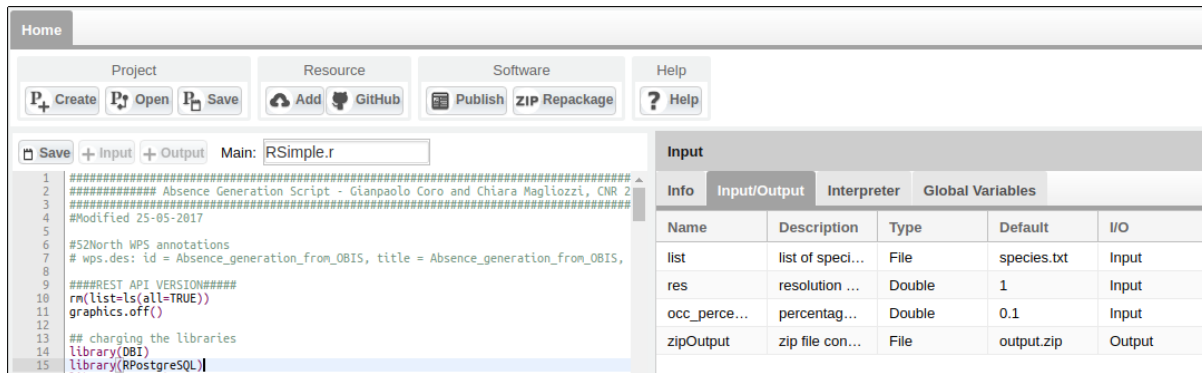 Home
Project Resource Software Help
Create Open Save Add GitHub Publish ZIP Repackage ? Help
Save + Input + Output Main: RSimple.r
1 ####################################################################################
2 ############# Absence Generation Script - Gianpaolo Coro and Chiara Magliozzi, CNR 2
3 ####################################################################################
4 #Modified 25-05-2017
5
6 #52North WPS annotations
7 # wps.des: id = Absence_generation_from_OBIS, title = Absence_generation_from_OBIS,
8
9 ####REST API VERSION#####
10 rm(list=ls(all=TRUE))
11 graphics.off()
12
13 ## charging the libraries
14 library(DBI)
15 library(RPostgreSQL)
Input
Info Input/Output Interpreter Global Variables
Name Description Type Default I/O
list list of speci... File species.txt Input
res resolution ... Double 1 Input
occ_perce... percentag... Double 0.1 Input
zipOutput zip file con... File output.zip Output